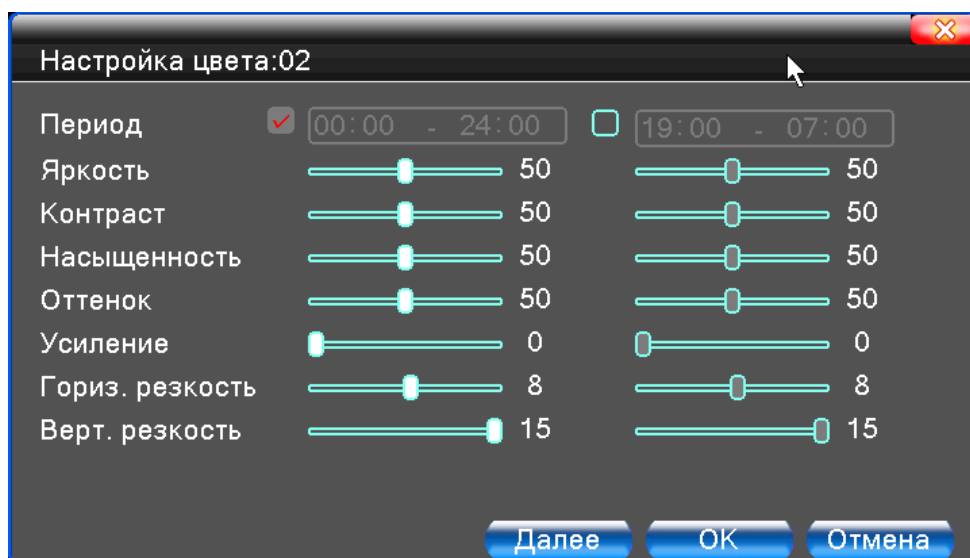 Настройка цвета:02
Период 00:00 - 24:00 19:00 - 07:00
Яркость 50 50
Контраст 50 50
Насыщенность 50 50
Оттенок 50 50
Усиление 0 0
Гориз. резкость 8 8
Верт. резкость 15 15
Далее OK Отмена